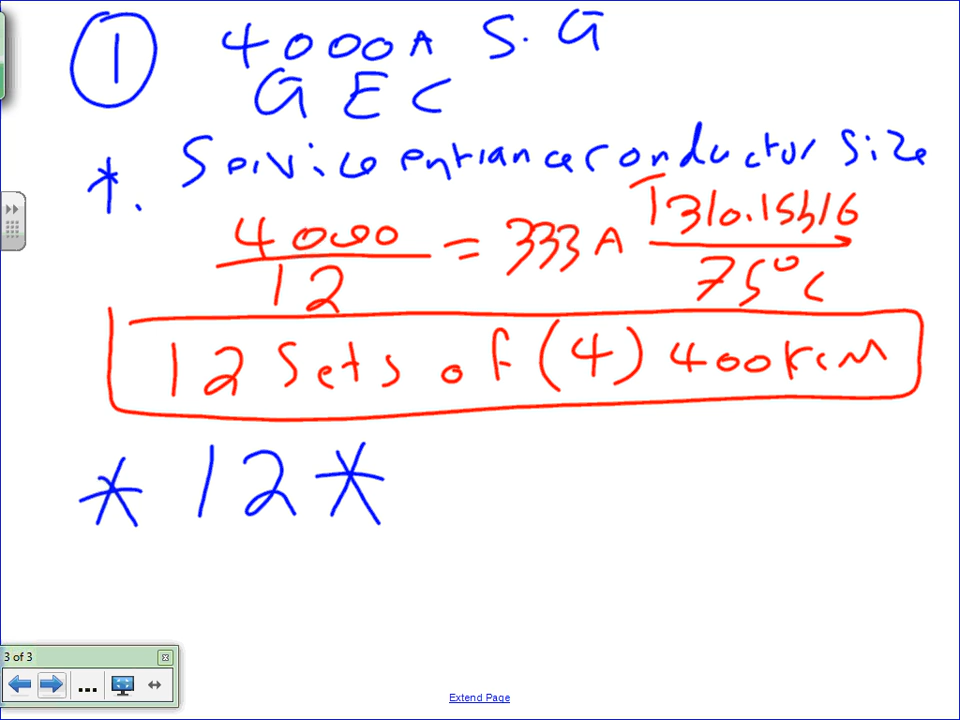 1 4000A S.G
GEC
*. Service entrance conductor size
4000 / 12 = 333A T310.15B16 / 75°C
12 Sets of (4) 400KCM
* 12 *
3 of 3
...
Extend Page